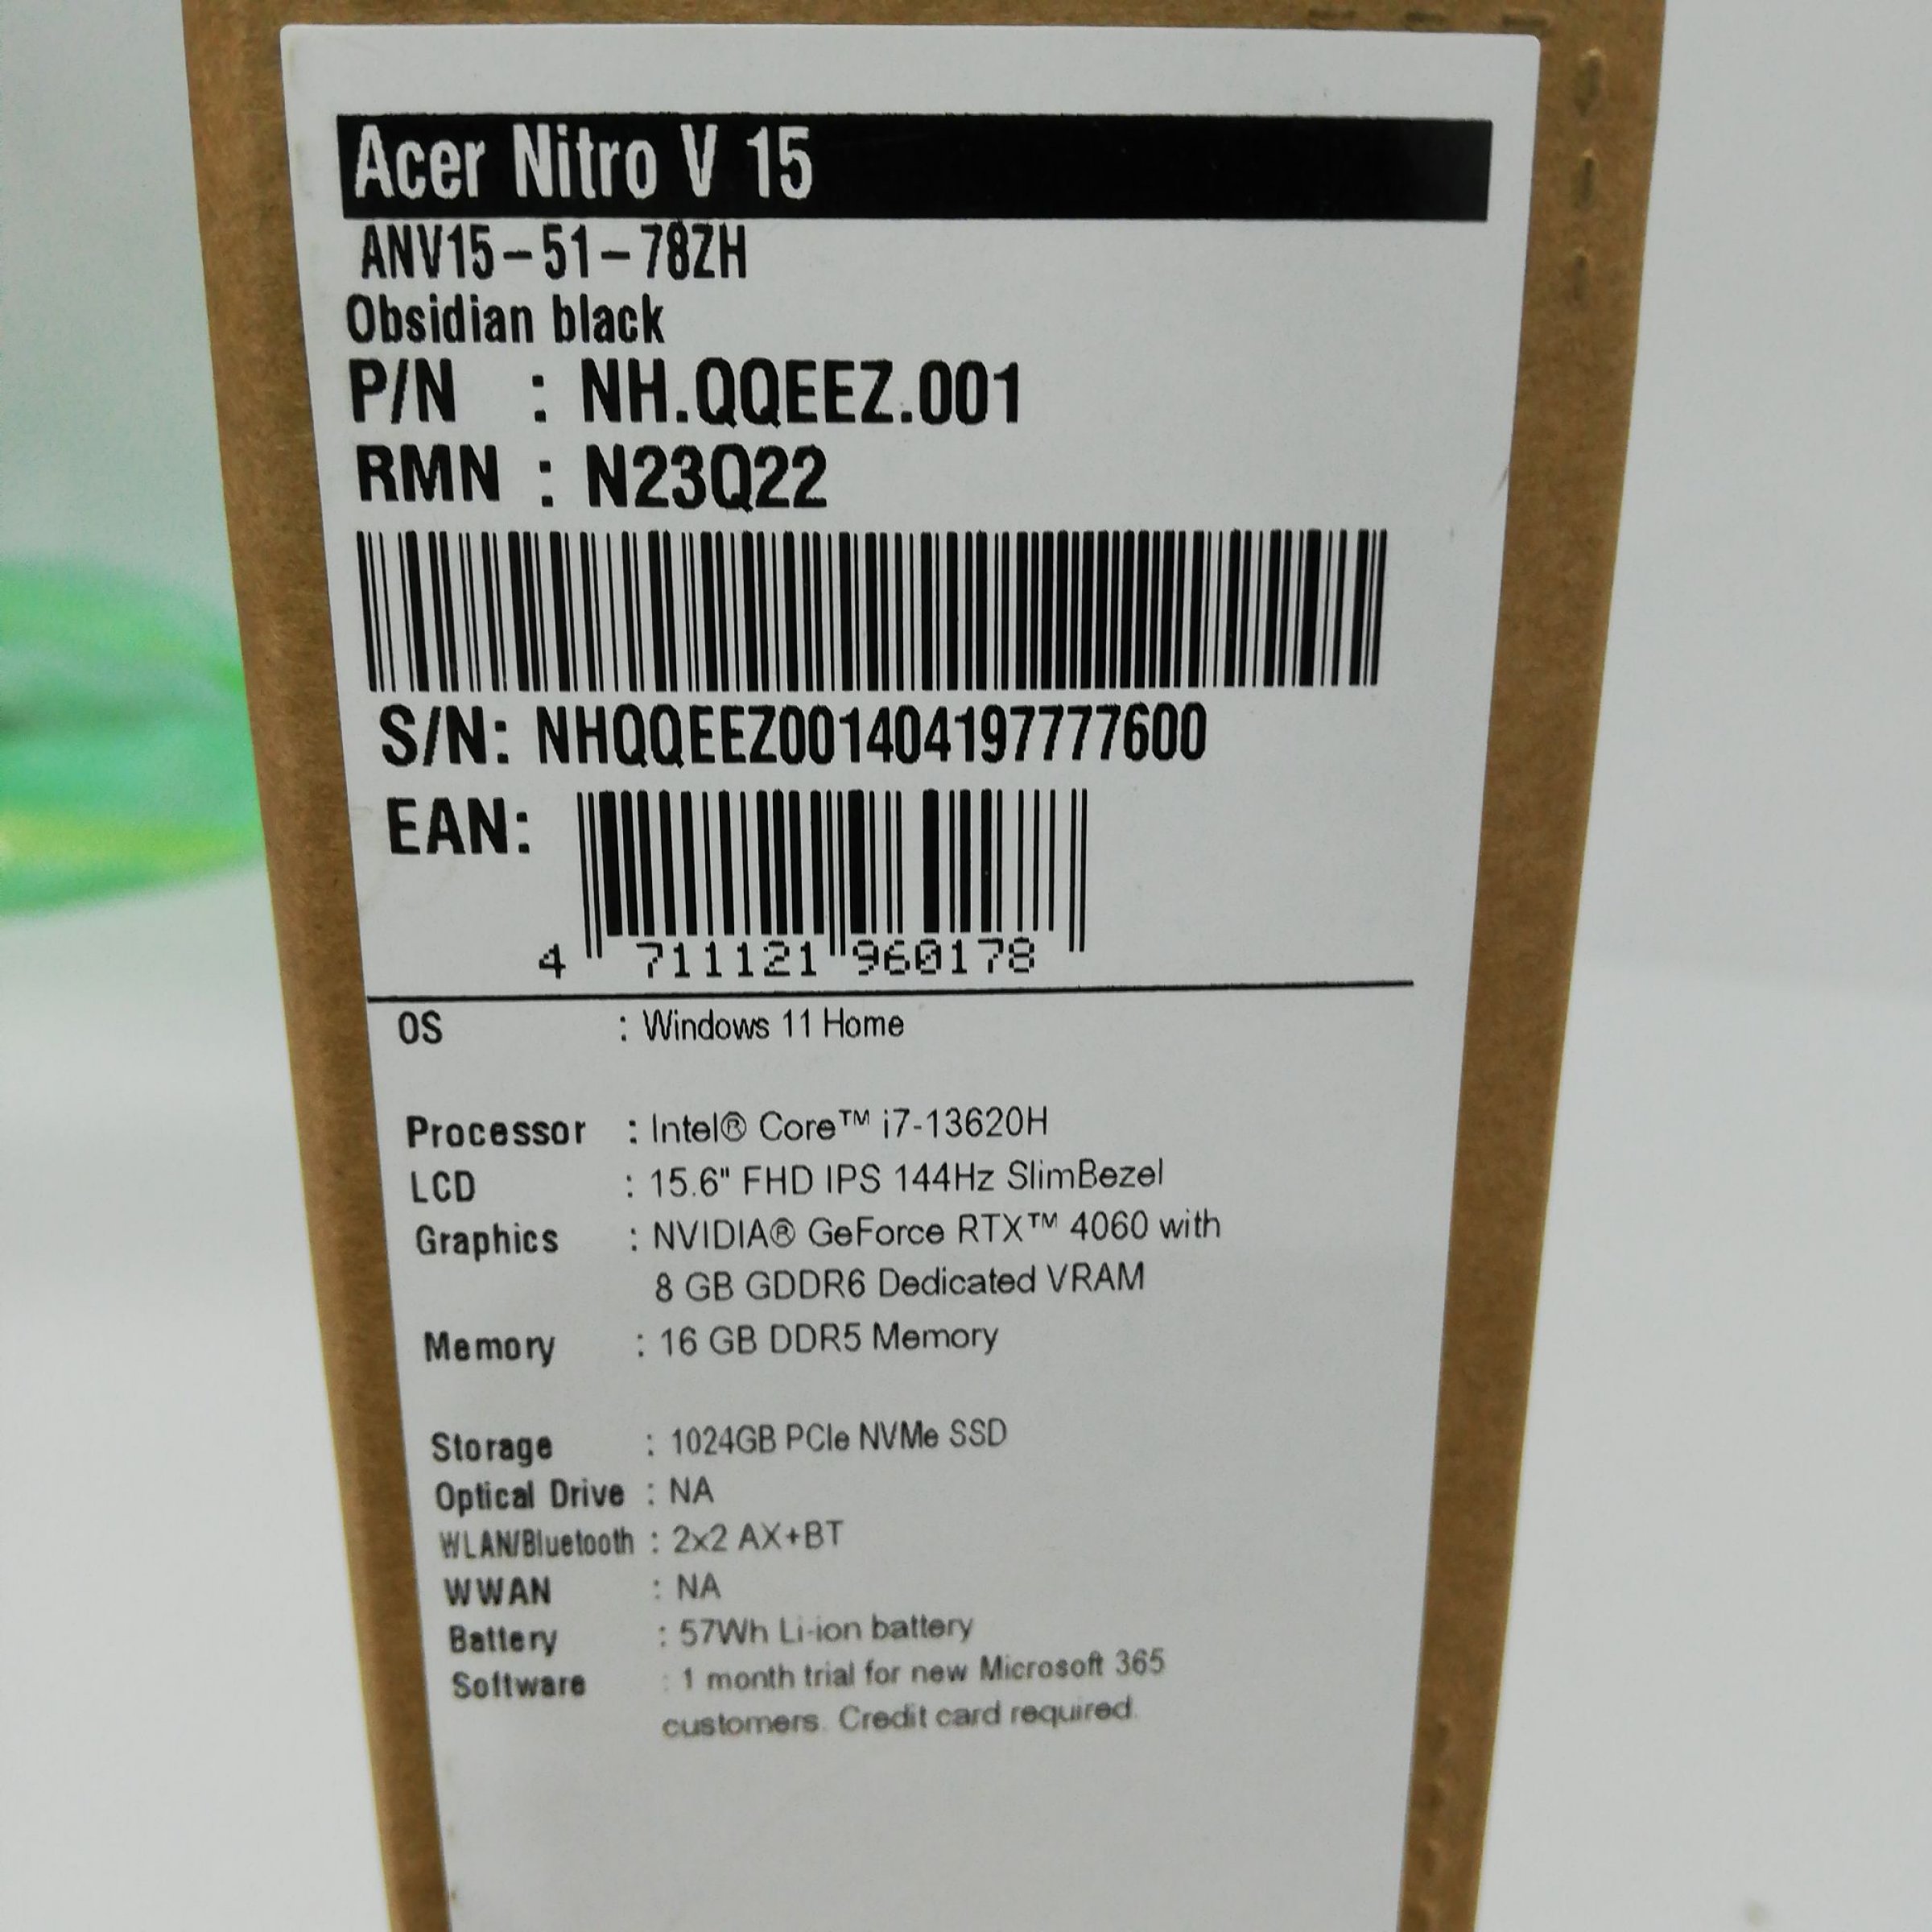 Acer Nitro V 15
ANV15-51-78ZH
Obsidian black
P/N : NH.QQEEZ.001
RMN : N23Q22
S/N: NHQQEEZ001404197777600
EAN:
4 711121 960178
OS : Windows 11 Home
Processor : Intel® Core™ i7-13620H
LCD : 15.6" FHD IPS 144Hz SlimBezel
Graphics : NVIDIA® GeForce RTX™ 4060 with
8 GB GDDR6 Dedicated VRAM
Memory : 16 GB DDR5 Memory
Storage : 1024GB PCIe NVMe SSD
Optical Drive : NA
WLAN/Bluetooth : 2x2 AX+BT
WWAN : NA
Battery : 57Wh Li-ion battery
Software : 1 month trial for new Microsoft 365
customers. Credit card required.